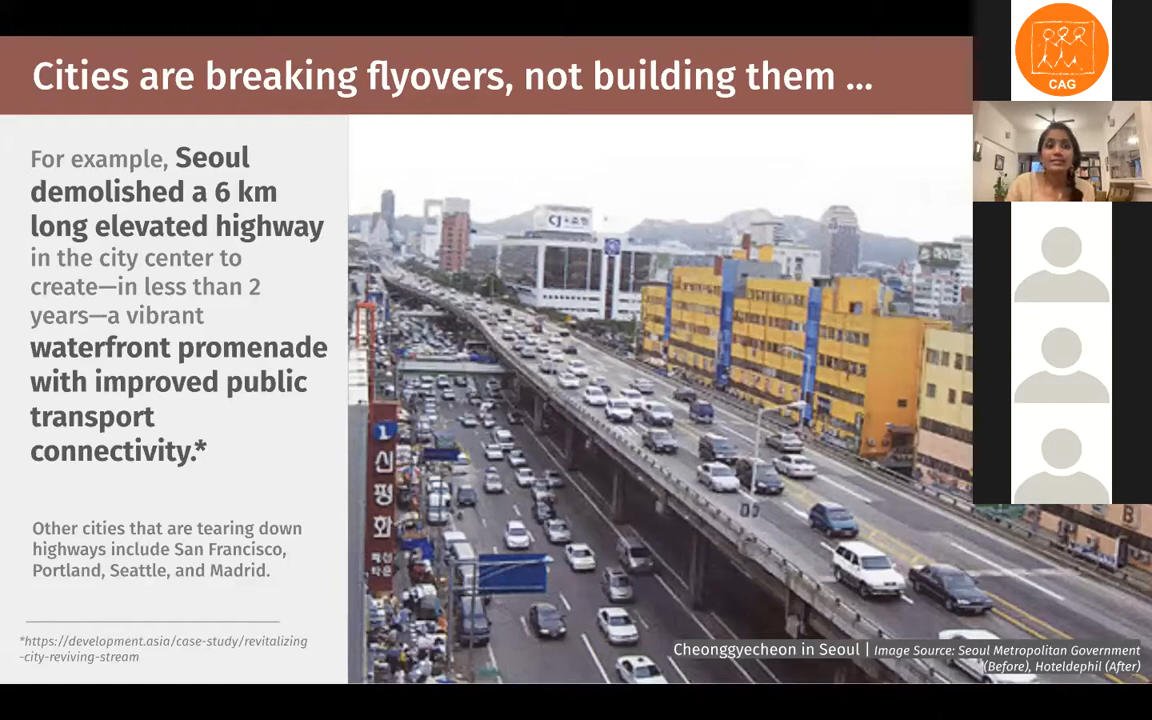 Cities are breaking flyovers, not building them ...
For example, Seoul
demolished a 6 km
long elevated highway
in the city center to
create—in less than 2
years—a vibrant
waterfront promenade
with improved public
transport
connectivity.*
Other cities that are tearing down
highways include San Francisco,
Portland, Seattle, and Madrid.
*https://development.asia/case-study/revitalizing
-city-reviving-stream
CJ
신
평
화
Cheonggyecheon in Seoul | Image Source: Seoul Metropolitan Government
(Before), Hoteldephil (After)
CAG